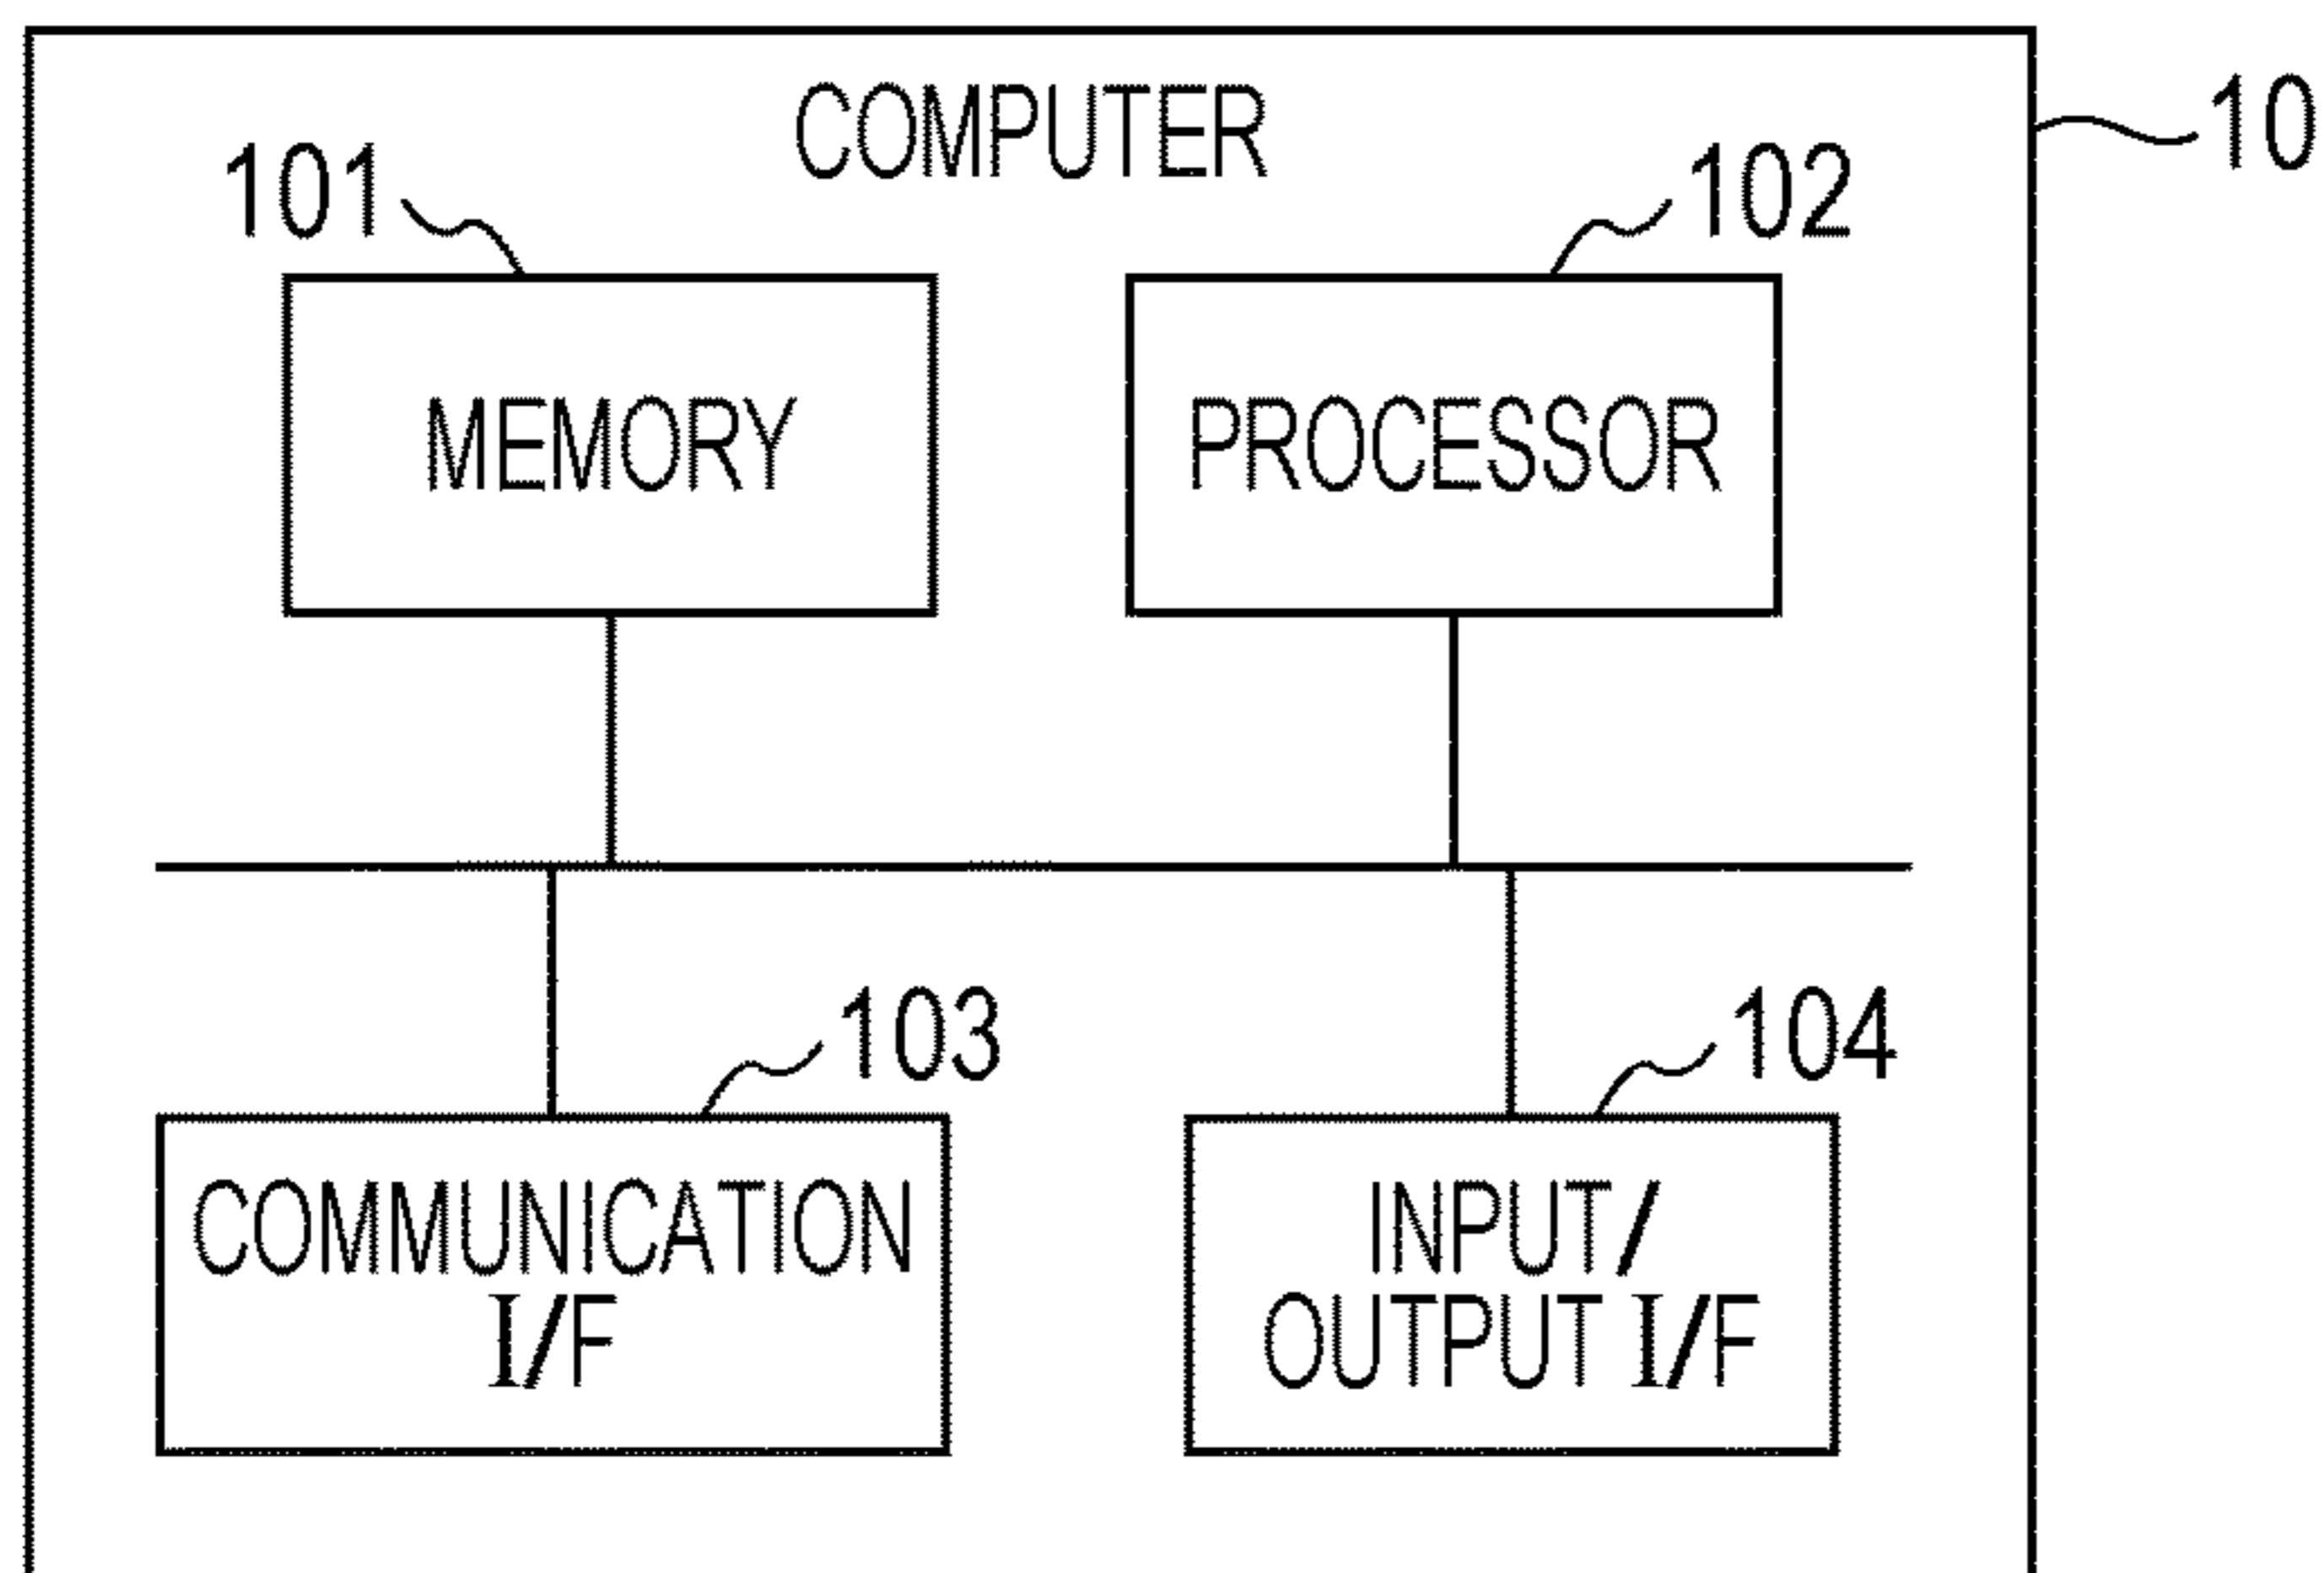 COMPUTER
10
101
102
MEMORY
PROCESSOR
103
104
COMMUNICATION
I/F
INPUT/
OUTPUT I/F